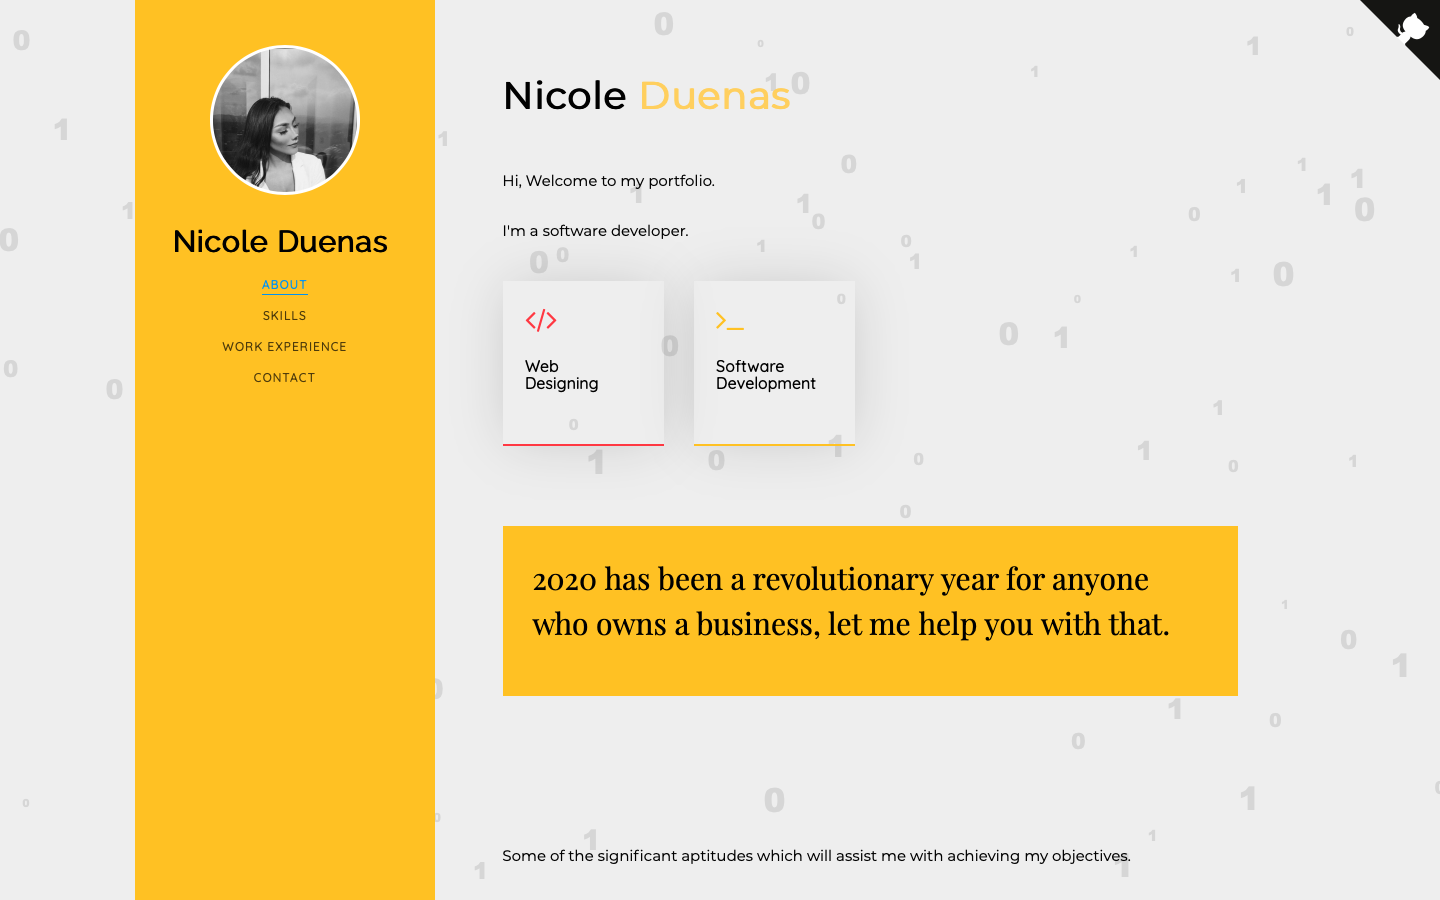 Nicole Duenas
ABOUT
SKILLS
WORK EXPERIENCE
CONTACT
Nicole Duenas
Hi, Welcome to my portfolio.
I'm a software developer.
Web
Designing
Software
Development
2020 has been a revolutionary year for anyone
who owns a business, let me help you with that.
Some of the significant aptitudes which will assist me with achieving my objectives.